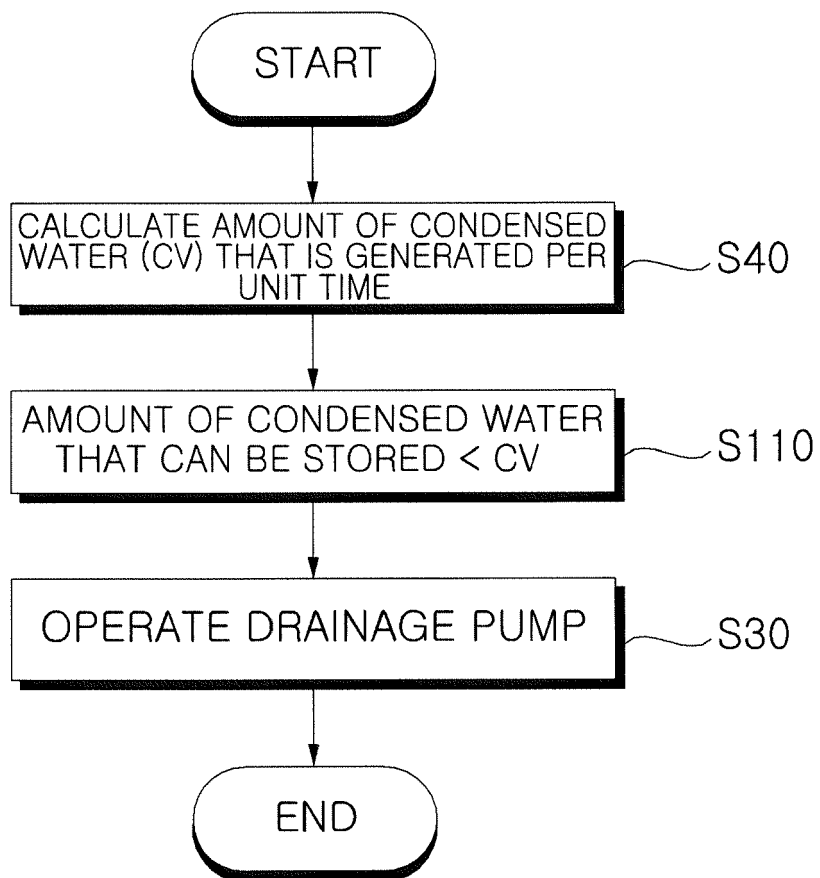 START
CALCULATE AMOUNT OF CONDENSED
WATER (CV) THAT IS GENERATED PER
UNIT TIME
S40
AMOUNT OF CONDENSED WATER
THAT CAN BE STORED < CV
S110
OPERATE DRAINAGE PUMP
S30
END